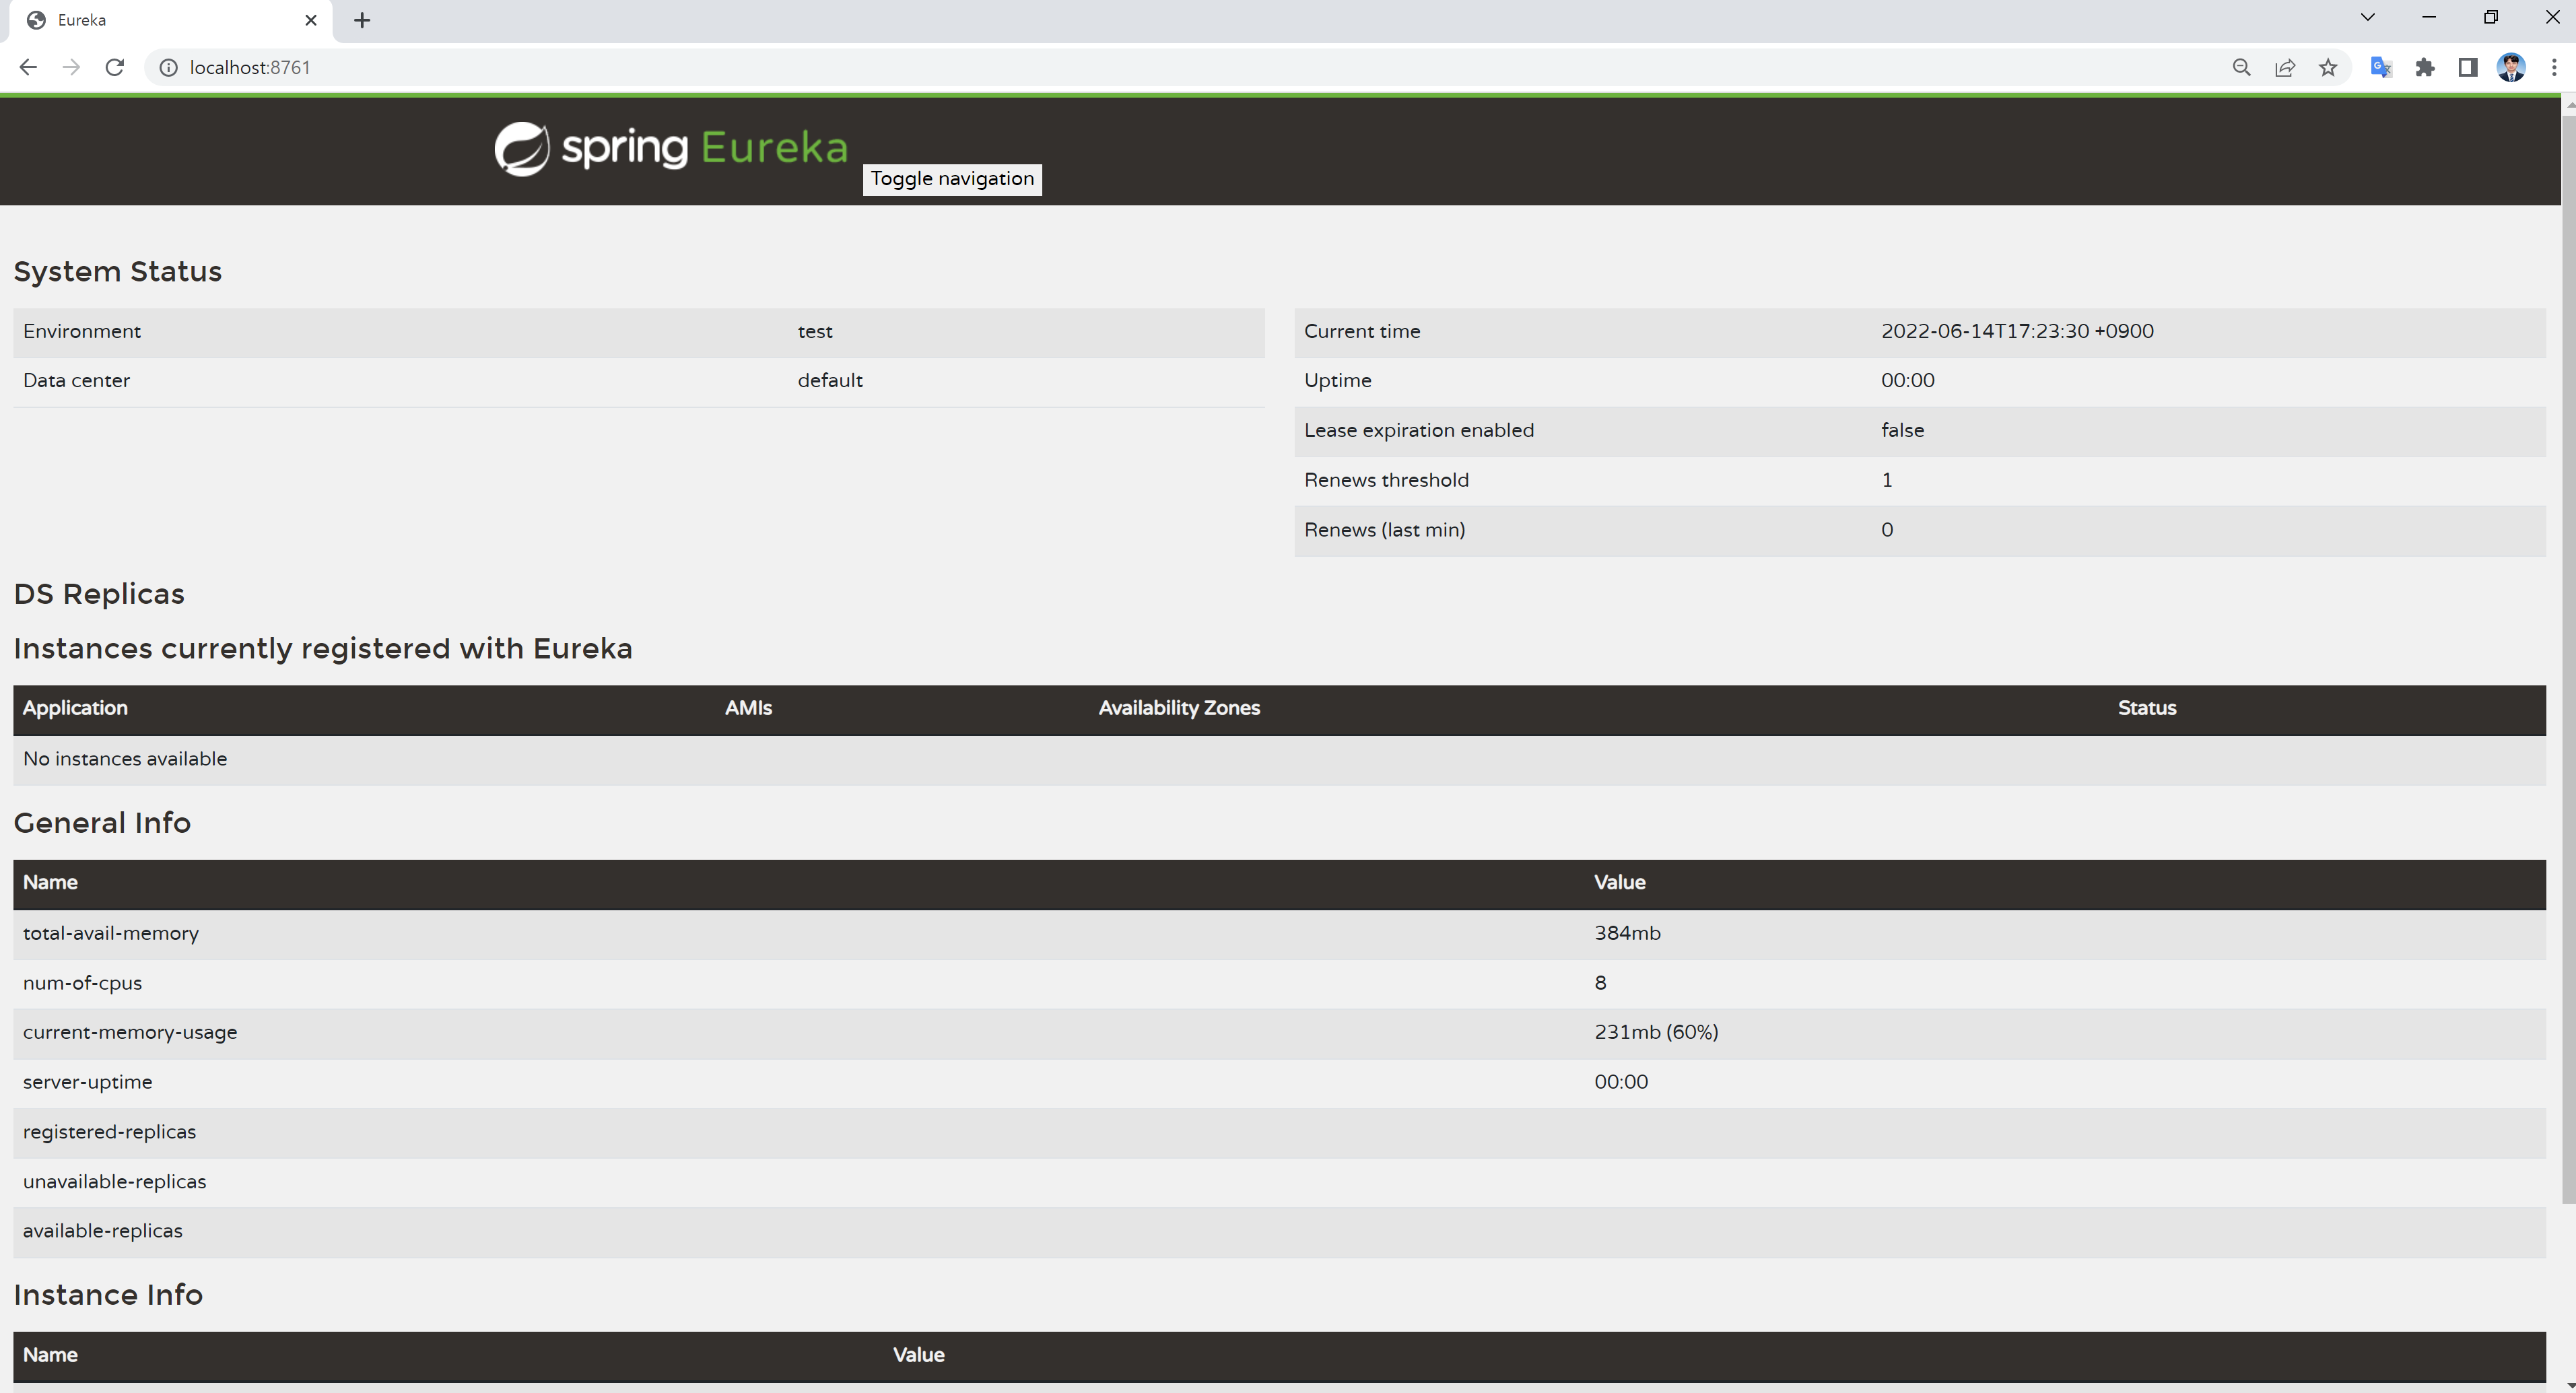 Eureka
localhost:8761
spring Eureka
Toggle navigation
System Status
Environment test
Data center default
Current time 2022-06-14T17:23:30 +0900
Uptime 00:00
Lease expiration enabled false
Renews threshold 1
Renews (last min) 0
DS Replicas
Instances currently registered with Eureka
Application AMIs Availability Zones Status
No instances available
General Info
Name Value
total-avail-memory 384mb
num-of-cpus 8
current-memory-usage 231mb (60%)
server-uptime 00:00
registered-replicas
unavailable-replicas
available-replicas
Instance Info
Name Value